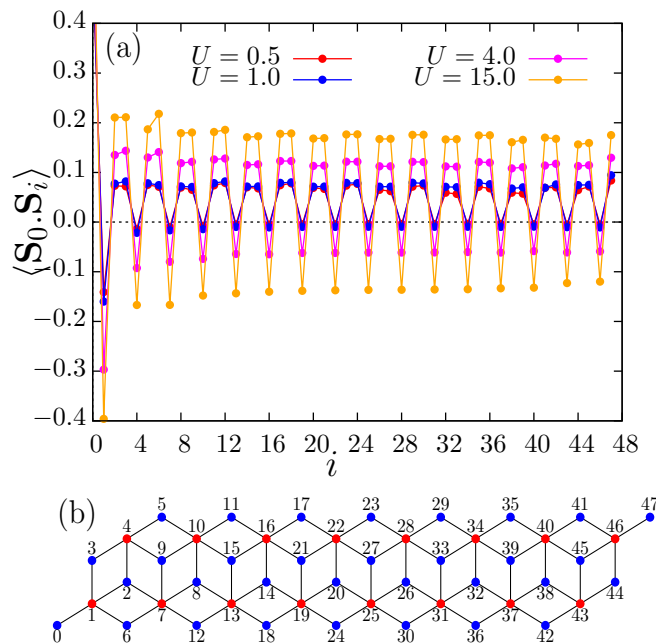 (a)
U = 0.5
U = 4.0
U = 1.0
U = 15.0
0.4
0.3
0.2
0.1
0.0
−0.1
−0.2
−0.3
−0.4
⟨S₀.Sᵢ⟩
0 4 8 12 16 20 24 28 32 36 40 44 48
i
(b)
5 11 17 23 29 35 41 47
4 10 16 22 28 34 40 46
3 9 15 21 27 33 39 45
2 8 14 20 26 32 38 44
1 7 13 19 25 31 37 43
0 6 12 18 24 30 36 42